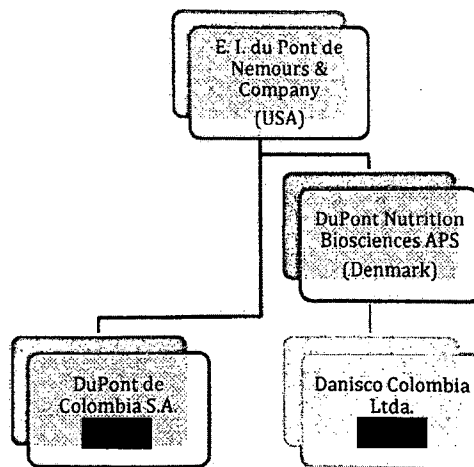 E. I. du Pont de
Nemours &
Company
(USA)
DuPont Nutrition
Biosciences APS
(Denmark)
DuPont de
Colombia S.A.
Danisco Colombia
Ltda.